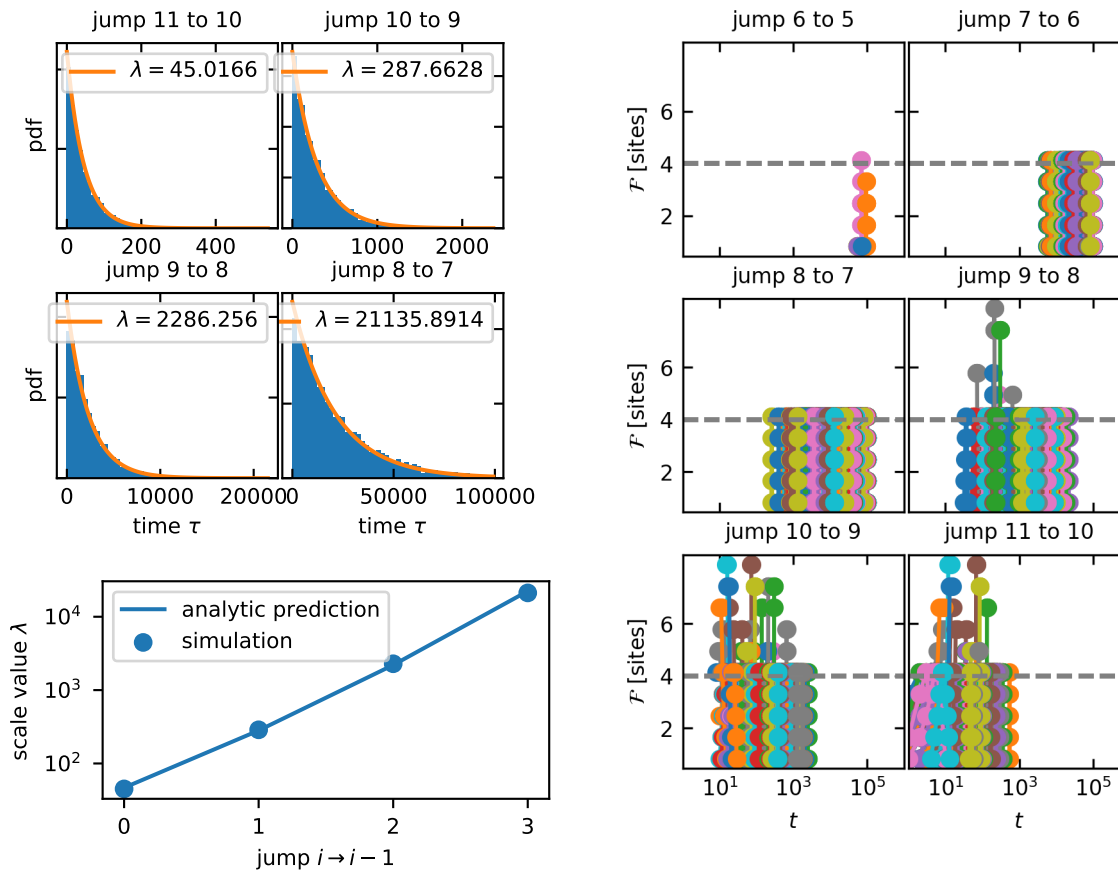 jump 11 to 10
jump 10 to 9
λ = 45.0166
λ = 287.6628
pdf
0 200 400
0 1000 2000
jump 9 to 8
jump 8 to 7
λ = 2286.256
λ = 21135.8914
pdf
0 10000 20000
0 50000 100000
time τ
time τ
analytic prediction
simulation
scale value λ
10⁴
10³
10²
0 1 2 3
jump i → i − 1
jump 6 to 5
jump 7 to 6
ℱ [sites]
6
4
2
jump 8 to 7
jump 9 to 8
ℱ [sites]
6
4
2
jump 10 to 9
jump 11 to 10
ℱ [sites]
6
4
2
10¹ 10³ 10⁵
10¹ 10³ 10⁵
t
t